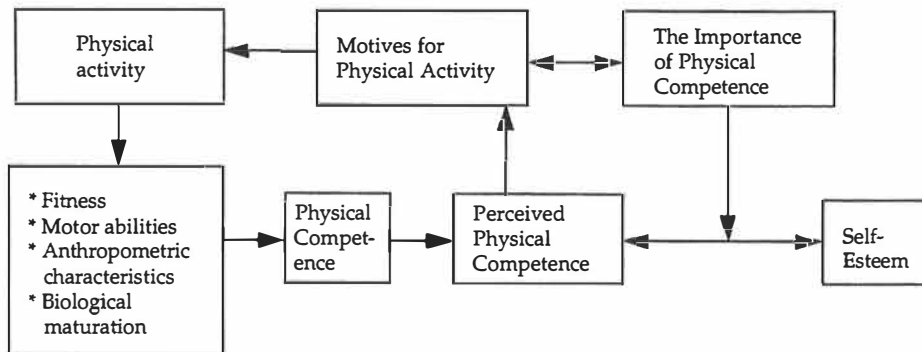 Physical
activity
Motives for
Physical Activity
The Importance
of Physical
Competence
* Fitness
* Motor abilities
* Anthropometric
characteristics
* Biological
maturation
Physical
Compet-
ence
Perceived
Physical
Competence
Self-
Esteem